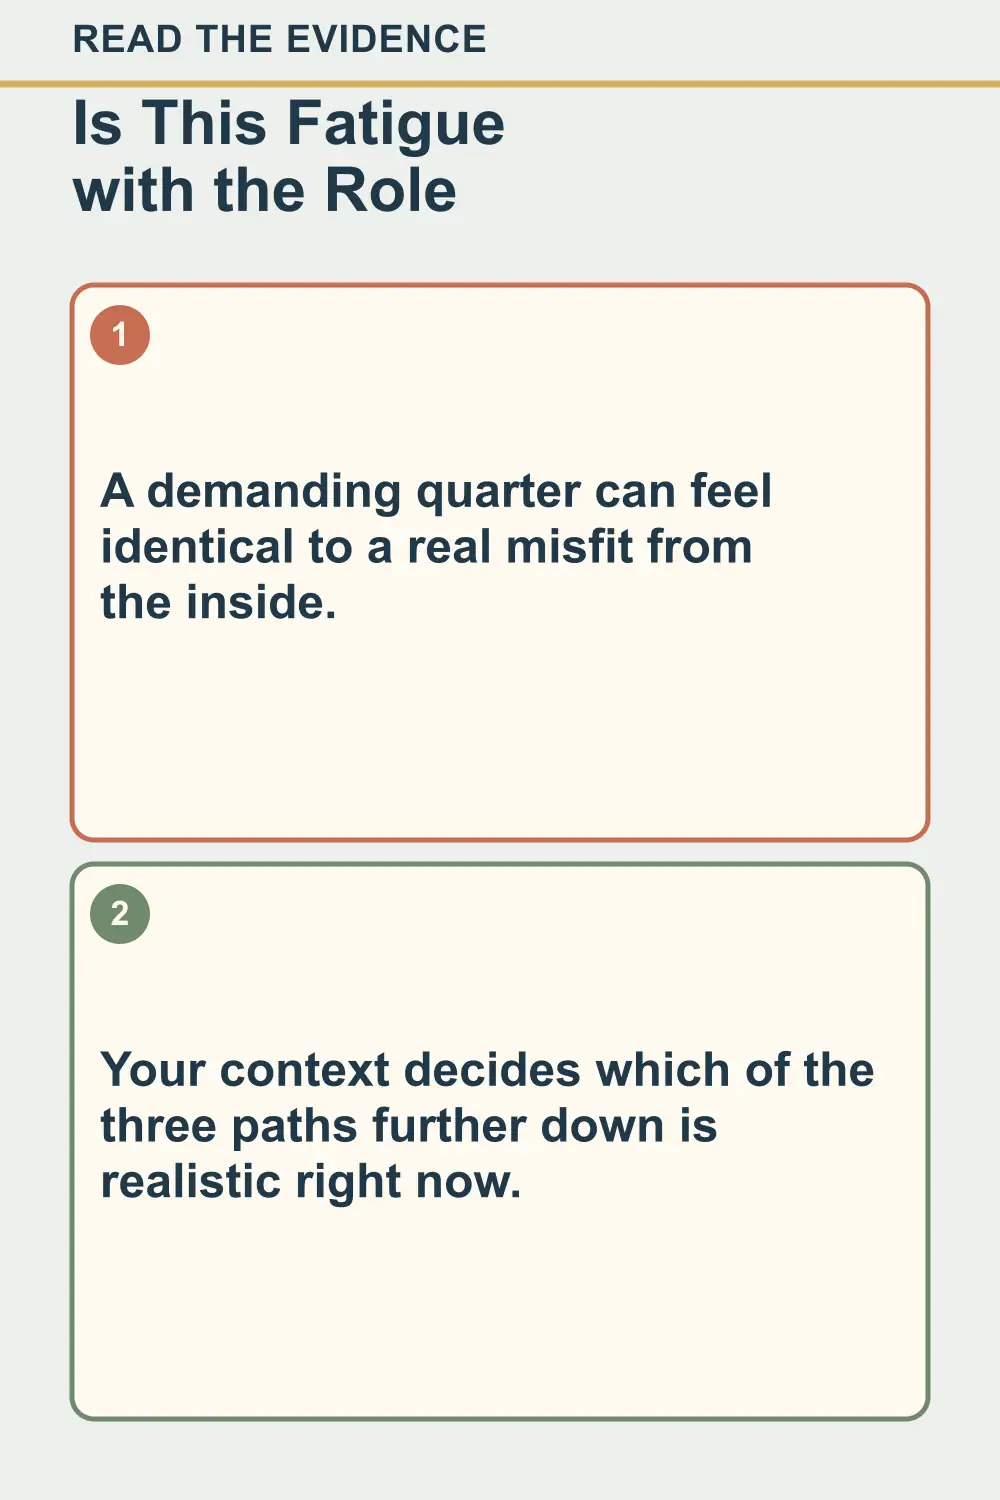 READ THE EVIDENCE
Is This Fatigue
with the Role
1
A demanding quarter can feel
identical to a real misfit from
the inside.
2
Your context decides which of the
three paths further down is
realistic right now.